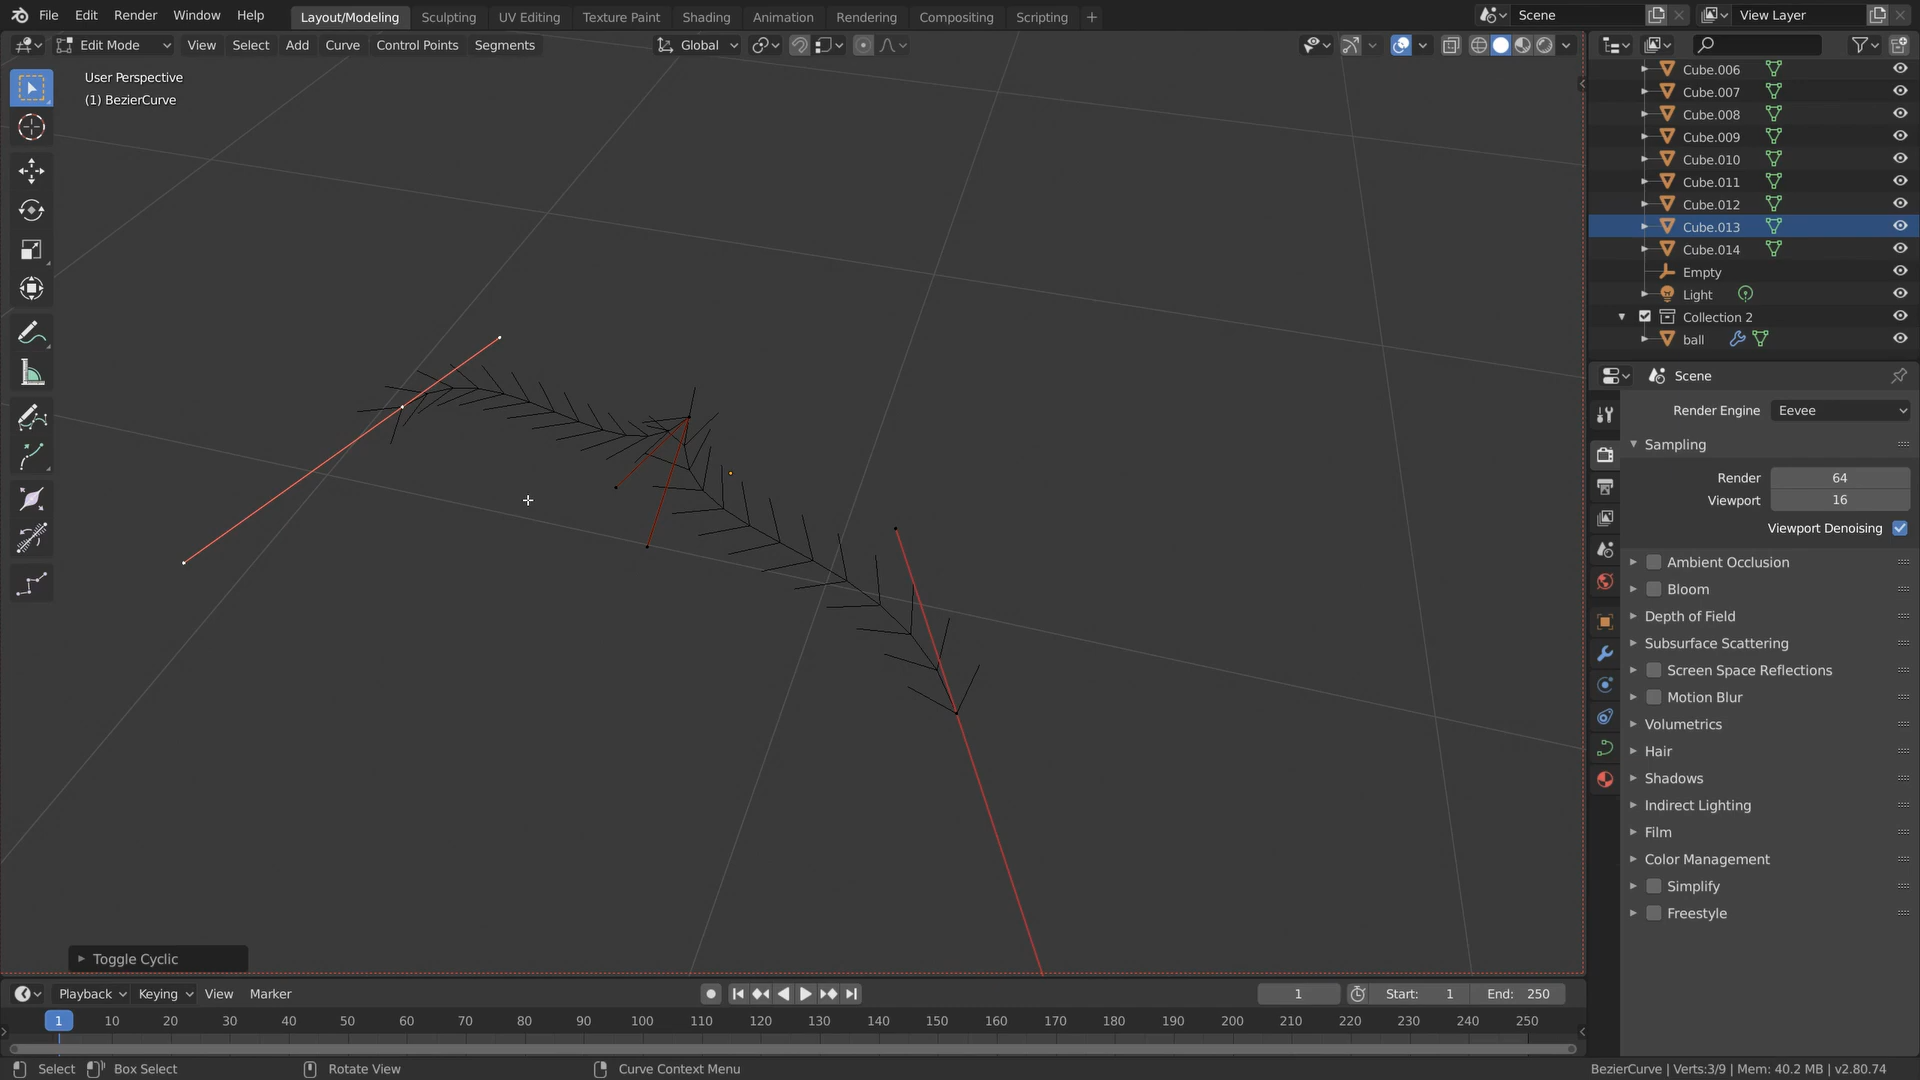 File Edit Render Window Help Layout/Modeling Sculpting UV Editing Texture Paint Shading Animation Rendering Compositing Scripting + Scene View Layer
Edit Mode View Select Add Curve Control Points Segments Global
User Perspective
(1) BezierCurve
Cube.006
Cube.007
Cube.008
Cube.009
Cube.010
Cube.011
Cube.012
Cube.013
Cube.014
Empty
Light
Collection 2
ball
Scene
Render Engine Eevee
Sampling
Render 64
Viewport 16
Viewport Denoising
Ambient Occlusion
Bloom
Depth of Field
Subsurface Scattering
Screen Space Reflections
Motion Blur
Volumetrics
Hair
Shadows
Indirect Lighting
Film
Color Management
Simplify
Freestyle
Toggle Cyclic
Playback Keying View Marker 1 Start: 1 End: 250
1 10 20 30 40 50 60 70 80 90 100 110 120 130 140 150 160 170 180 190 200 210 220 230 240 250
Select Box Select Rotate View Curve Context Menu BezierCurve | Verts:3/9 | Mem: 40.2 MB | v2.80.74